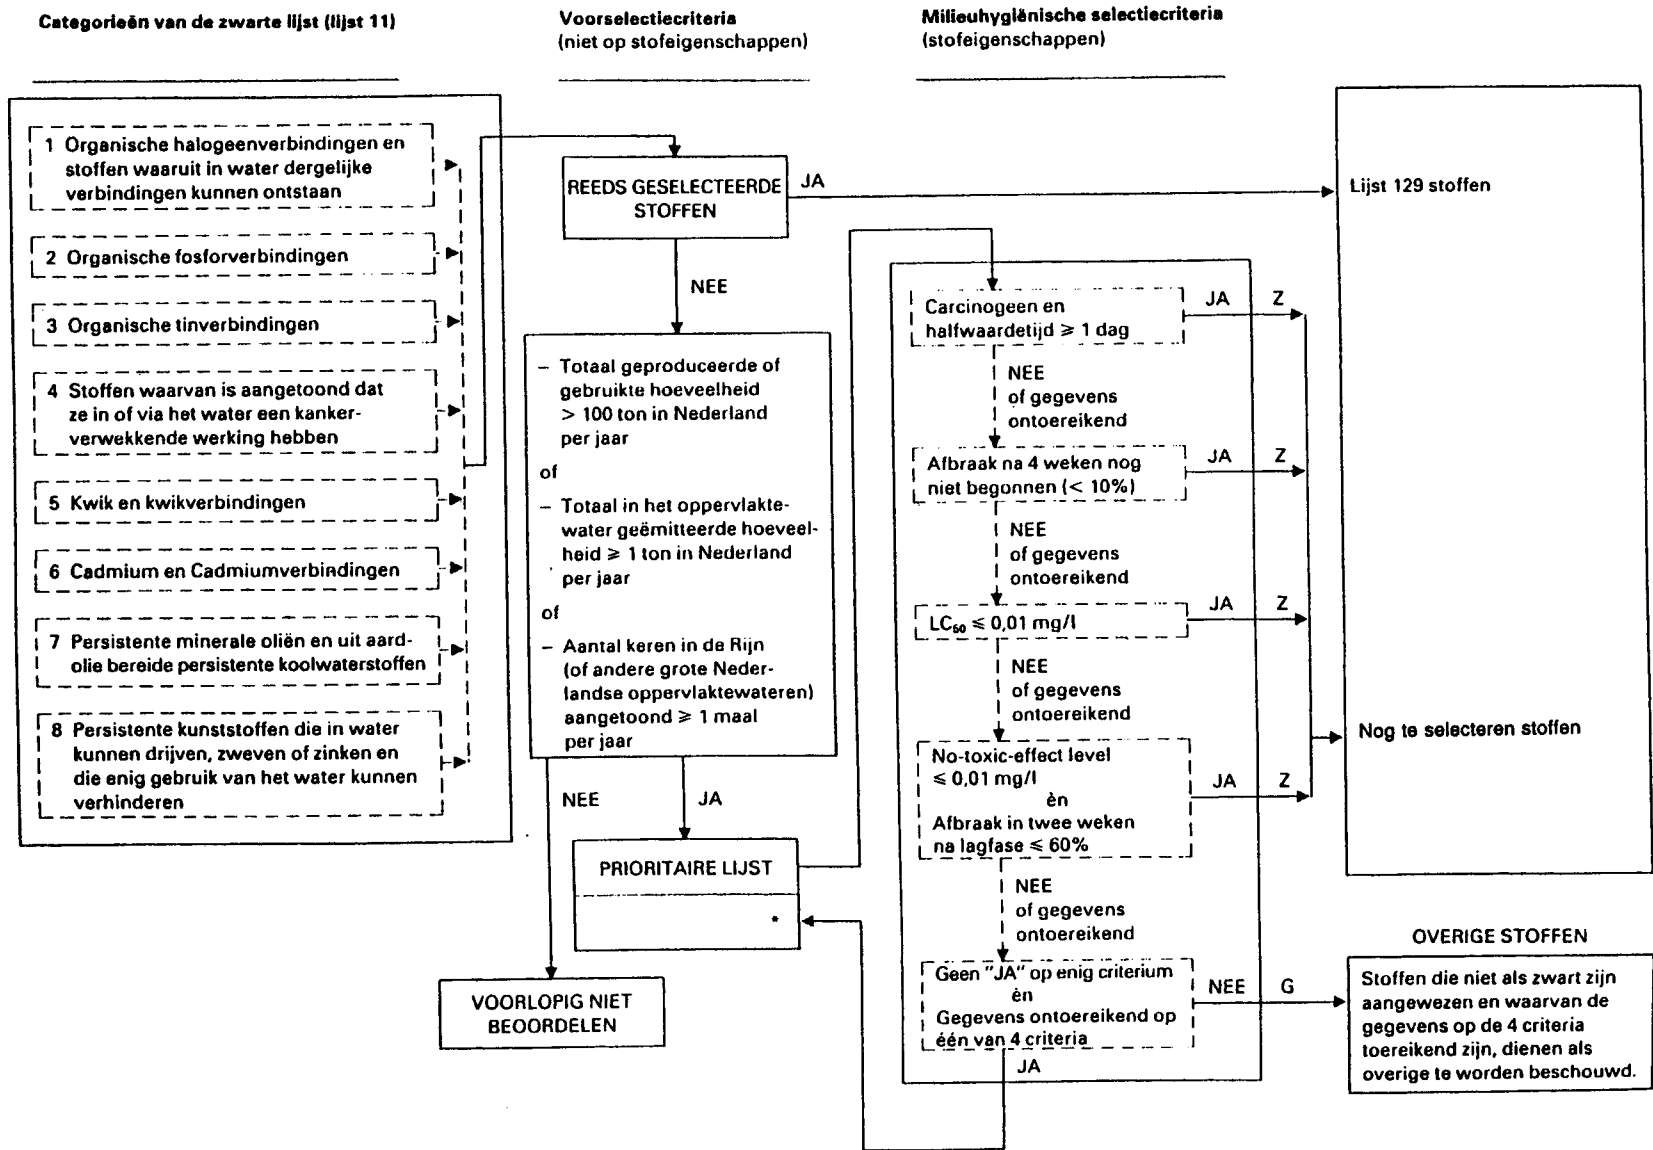 Categorieën van de zwarte lijst (lijst 11)
1 Organische halogeenverbindingen en
stoffen waaruit in water dergelijke
verbindingen kunnen ontstaan
2 Organische fosforverbindingen
3 Organische tinverbindingen
4 Stoffen waarvan is aangetoond dat
ze in of via het water een kanker-
verwekkende werking hebben
5 Kwik en kwikverbindingen
6 Cadmium en Cadmiumverbindingen
7 Persistente minerale oliën en uit aard-
olie bereide persistente koolwaterstoffen
8 Persistente kunststoffen die in water
kunnen drijven, zweven of zinken en
die enig gebruik van het water kunnen
verhinderen
Voorselectiecriteria
(niet op stofeigenschappen)
REEDS GESELECTEERDE
STOFFEN
JA
NEE
– Totaal geproduceerde of
gebruikte hoeveelheid
> 100 ton in Nederland
per jaar
of
– Totaal in het oppervlakte-
water geëmitteerde hoeveel-
heid ⩾ 1 ton in Nederland
per jaar
of
– Aantal keren in de Rijn
(of andere grote Neder-
landse oppervlaktewateren)
aangetoond ⩾ 1 maal
per jaar
NEE
JA
PRIORITAIRE LIJST
*
VOORLOPIG NIET
BEOORDELEN
Milieuhygiënische selectiecriteria
(stofeigenschappen)
Carcinogeen en
halfwaardetijd ⩾ 1 dag
JA Z
NEE
of gegevens
ontoereikend
Afbraak na 4 weken nog
niet begonnen (< 10%)
JA Z
NEE
of gegevens
ontoereikend
LC₅₀ ⩽ 0,01 mg/l
JA Z
NEE
of gegevens
ontoereikend
No-toxic-effect level
⩽ 0,01 mg/l
èn
Afbraak in twee weken
na lagfase ⩽ 60%
JA Z
NEE
of gegevens
ontoereikend
Geen "JA" op enig criterium
èn
Gegevens ontoereikend op
één van 4 criteria
NEE G
JA
Lijst 129 stoffen
Nog te selecteren stoffen
OVERIGE STOFFEN
Stoffen die niet als zwart zijn
aangewezen en waarvan de
gegevens op de 4 criteria
toereikend zijn, dienen als
overige te worden beschouwd.